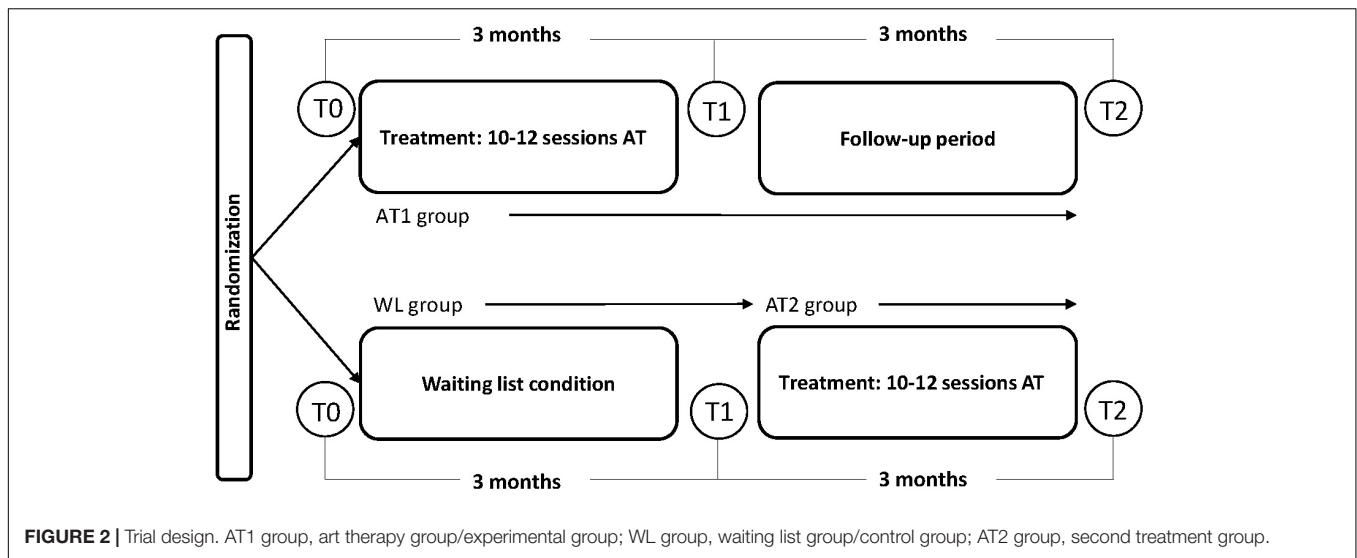 3 months 3 months
T0 T1 T2
Treatment: 10-12 sessions AT Follow-up period
AT1 group
Randomization
WL group AT2 group
Waiting list condition Treatment: 10-12 sessions AT
T0 T1 T2
3 months 3 months
FIGURE 2 | Trial design. AT1 group, art therapy group/experimental group; WL group, waiting list group/control group; AT2 group, second treatment group.